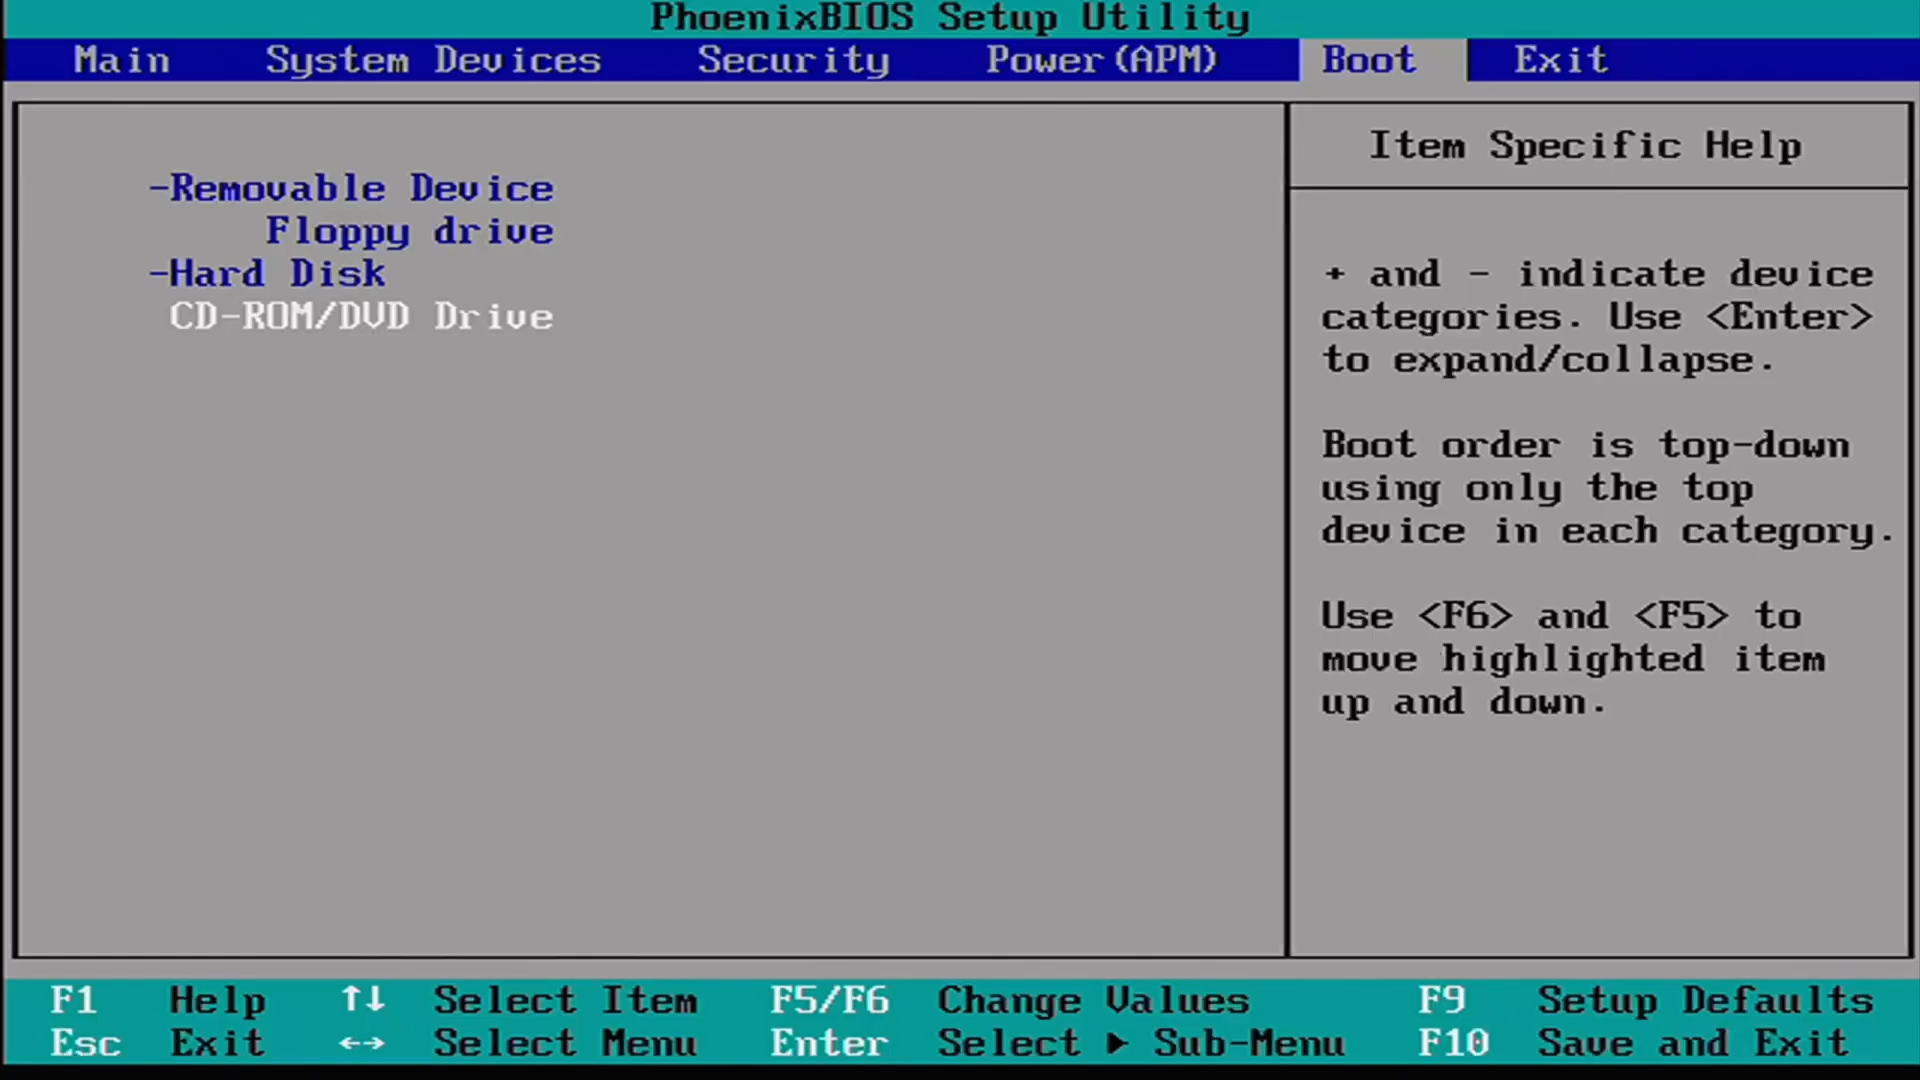 PhoenixBIOS Setup Utility
Main System Devices Security Power(APM) Boot Exit
-Removable Device
Floppy drive
-Hard Disk
CD-ROM/DVD Drive
Item Specific Help
+ and - indicate device
categories. Use <Enter>
to expand/collapse.
Boot order is top-down
using only the top
device in each category.
Use <F6> and <F5> to
move highlighted item
up and down.
F1 Help ↑↓ Select Item F5/F6 Change Values F9 Setup Defaults
Esc Exit ↔ Select Menu Enter Select ▶ Sub-Menu F10 Save and Exit